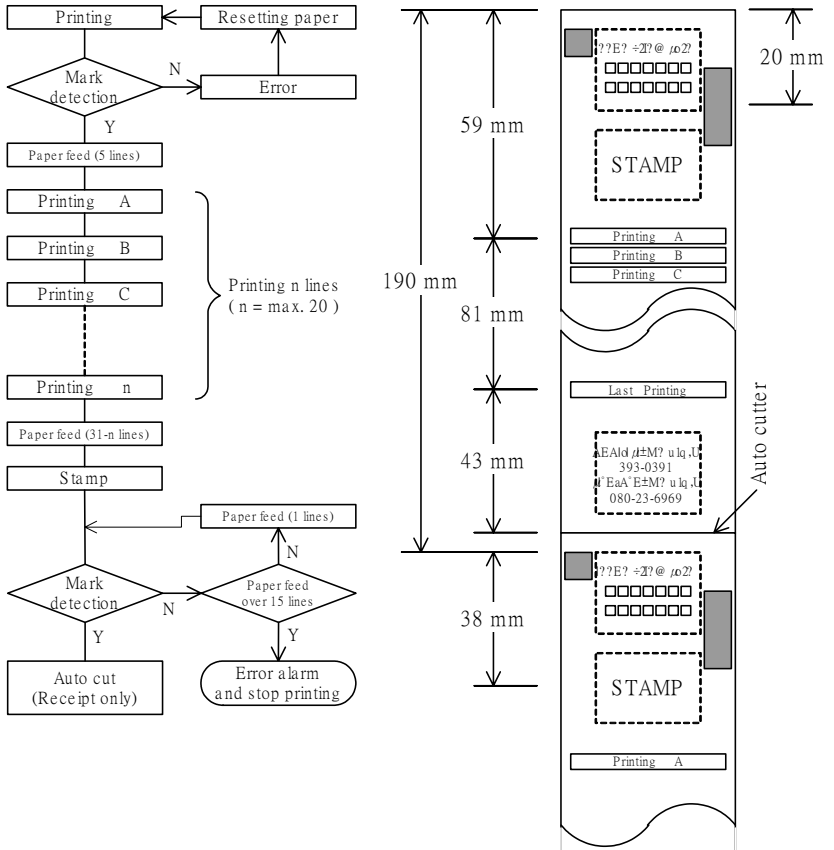 Printing
Resetting paper
Mark
detection
N
Error
Y
Paper feed (5 lines)
Printing A
Printing B
Printing C
Printing n lines
( n = max. 20 )
Printing n
Paper feed (31-n lines)
Stamp
Paper feed (1 lines)
N
Mark
detection
N
Paper feed
over 15 lines
Y
Y
Auto cut
(Receipt only)
Error alarm
and stop printing
190 mm
59 mm
81 mm
43 mm
38 mm
20 mm
STAMP
Printing A
Printing B
Printing C
Last Printing
393-0391
080-23-6969
Auto cutter
STAMP
Printing A